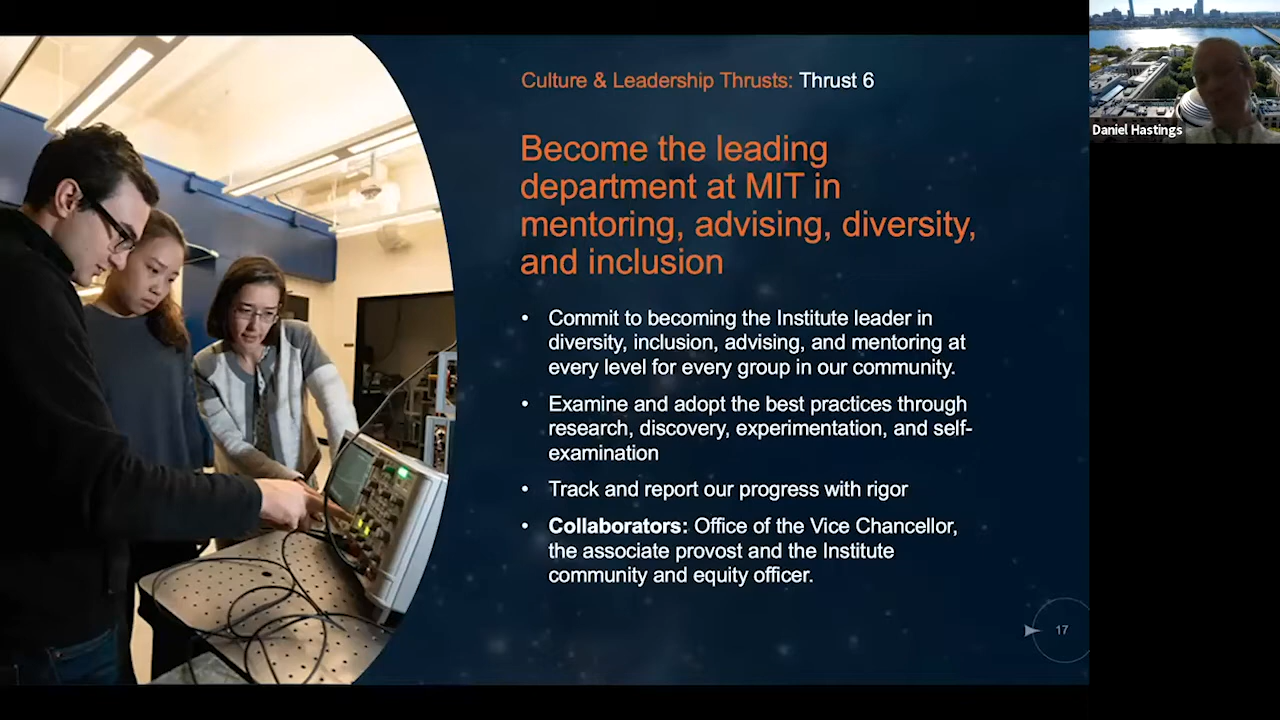 Culture & Leadership Thrusts: Thrust 6
Become the leading
department at MIT in
mentoring, advising, diversity,
and inclusion
• Commit to becoming the Institute leader in
diversity, inclusion, advising, and mentoring at
every level for every group in our community.
• Examine and adopt the best practices through
research, discovery, experimentation, and self-
examination
• Track and report our progress with rigor
• Collaborators: Office of the Vice Chancellor,
the associate provost and the Institute
community and equity officer.
17
Daniel Hastings